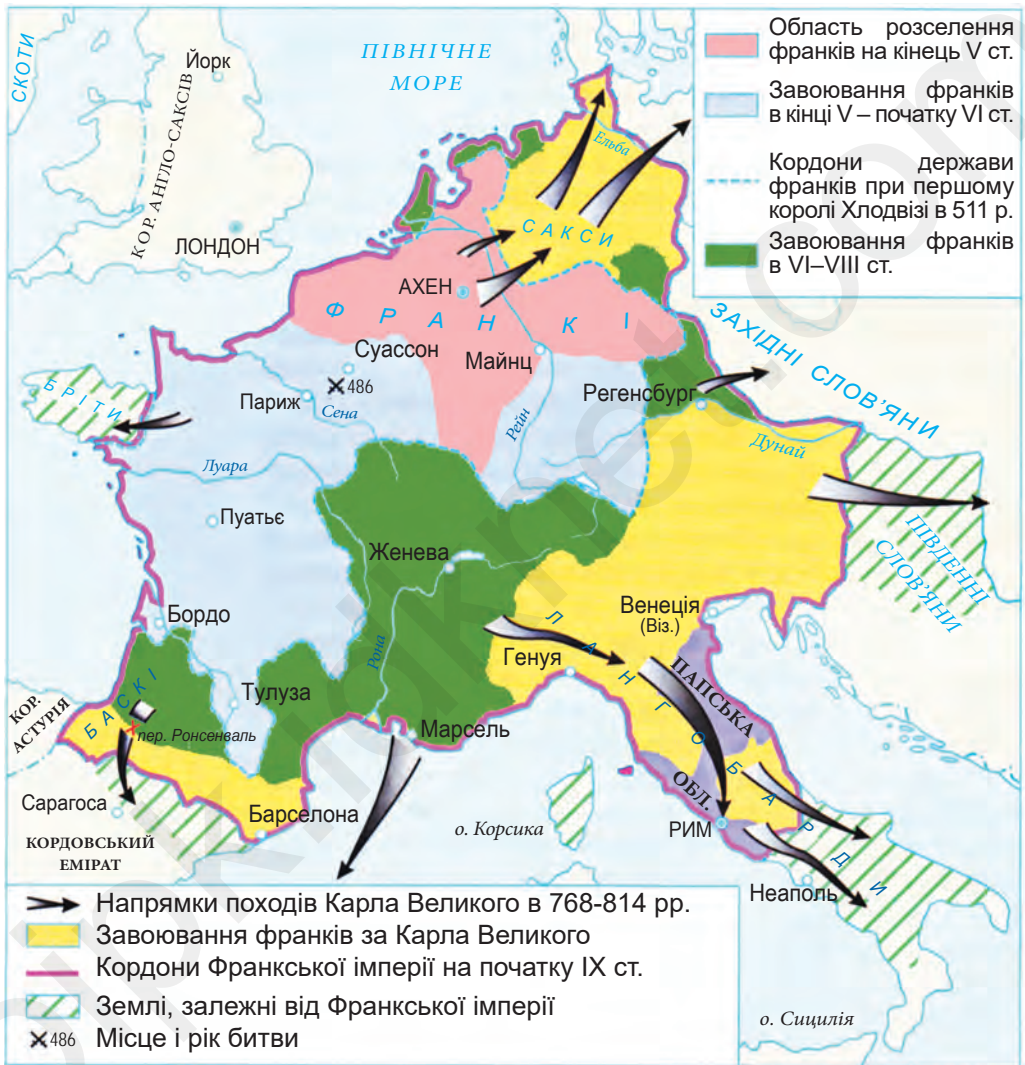 СКОТИ
Йорк
КОР. АНГЛО-САКСІВ
ЛОНДОН
ПІВНІЧНЕ
МОРЕ
Область розселення
франків на кінець V ст.
Завоювання франків
в кінці V – початку VI ст.
Кордони держави
франків при першому
королі Хлодвізі в 511 р.
Завоювання франків
в VI–VIII ст.
Ельба
САКСИ
АХЕН
ФРАНКІ
Суассон
486
Майнц
ЗАХІДНІ СЛОВ'ЯНИ
БРІТИ
Париж
Сена
Рейн
Регенсбург
Дунай
Луара
Пуатьє
ПІВДЕННІ
СЛОВ'ЯНИ
Женева
Бордо
Рона
Венеція
(Віз.)
ЛАНГОБАРДИ
Генуя
ПАПСЬКА
ОБЛ.
КОР.
АСТУРІЯ
БАСКІ
Тулуза
Марсель
пер. Ронсенваль
Сарагоса
Барселона
КОРДОВСЬКИЙ
ЕМІРАТ
о. Корсика
РИМ
Неаполь
о. Сицилія
Напрямки походів Карла Великого в 768-814 рр.
Завоювання франків за Карла Великого
Кордони Франкської імперії на початку IX ст.
Землі, залежні від Франкської імперії
486 Місце і рік битви